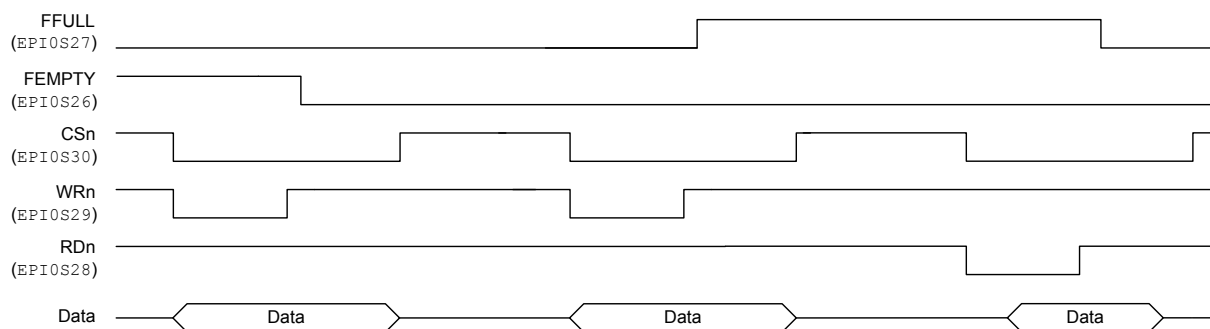 FFULL
(EPI0S27)
FEMPTY
(EPI0S26)
CSn
(EPI0S30)
WRn
(EPI0S29)
RDn
(EPI0S28)
Data Data Data Data